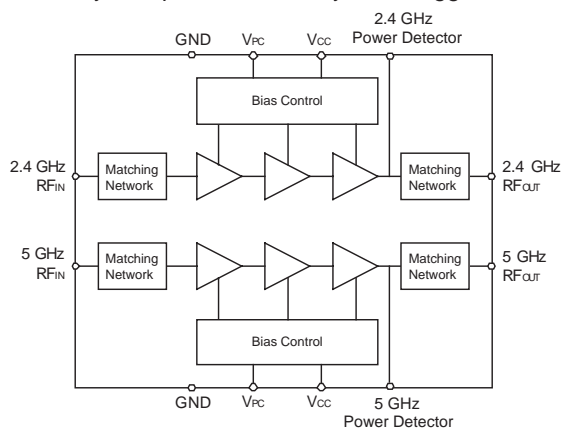 2.4 GHz
Power Detector
GND
VPC
VCC
Bias Control
2.4 GHz
RFIN
Matching
Network
Matching
Network
2.4 GHz
RFOUT
5 GHz
RFIN
Matching
Network
Matching
Network
5 GHz
RFOUT
Bias Control
GND
VPC
VCC
5 GHz
Power Detector